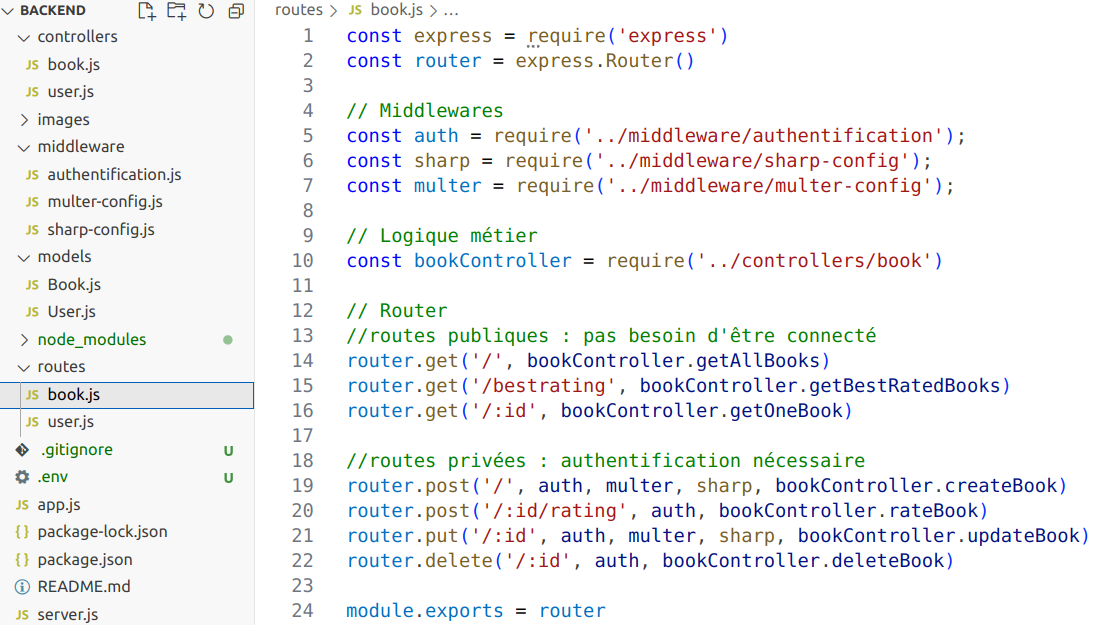 BACKEND
controllers
JS book.js
JS user.js
images
middleware
JS authentification.js
JS multer-config.js
JS sharp-config.js
models
JS Book.js
JS User.js
node_modules
routes
JS book.js
JS user.js
.gitignore U
.env U
JS app.js
{} package-lock.json
{} package.json
README.md
JS server.js
routes > JS book.js > ...
1 const express = require('express')
2 const router = express.Router()
3
4 // Middlewares
5 const auth = require('../middleware/authentification');
6 const sharp = require('../middleware/sharp-config');
7 const multer = require('../middleware/multer-config');
8
9 // Logique métier
10 const bookController = require('../controllers/book')
11
12 // Router
13 //routes publiques : pas besoin d'être connecté
14 router.get('/', bookController.getAllBooks)
15 router.get('/bestrating', bookController.getBestRatedBooks)
16 router.get('/:id', bookController.getOneBook)
17
18 //routes privées : authentification nécessaire
19 router.post('/', auth, multer, sharp, bookController.createBook)
20 router.post('/:id/rating', auth, bookController.rateBook)
21 router.put('/:id', auth, multer, sharp, bookController.updateBook)
22 router.delete('/:id', auth, bookController.deleteBook)
23
24 module.exports = router